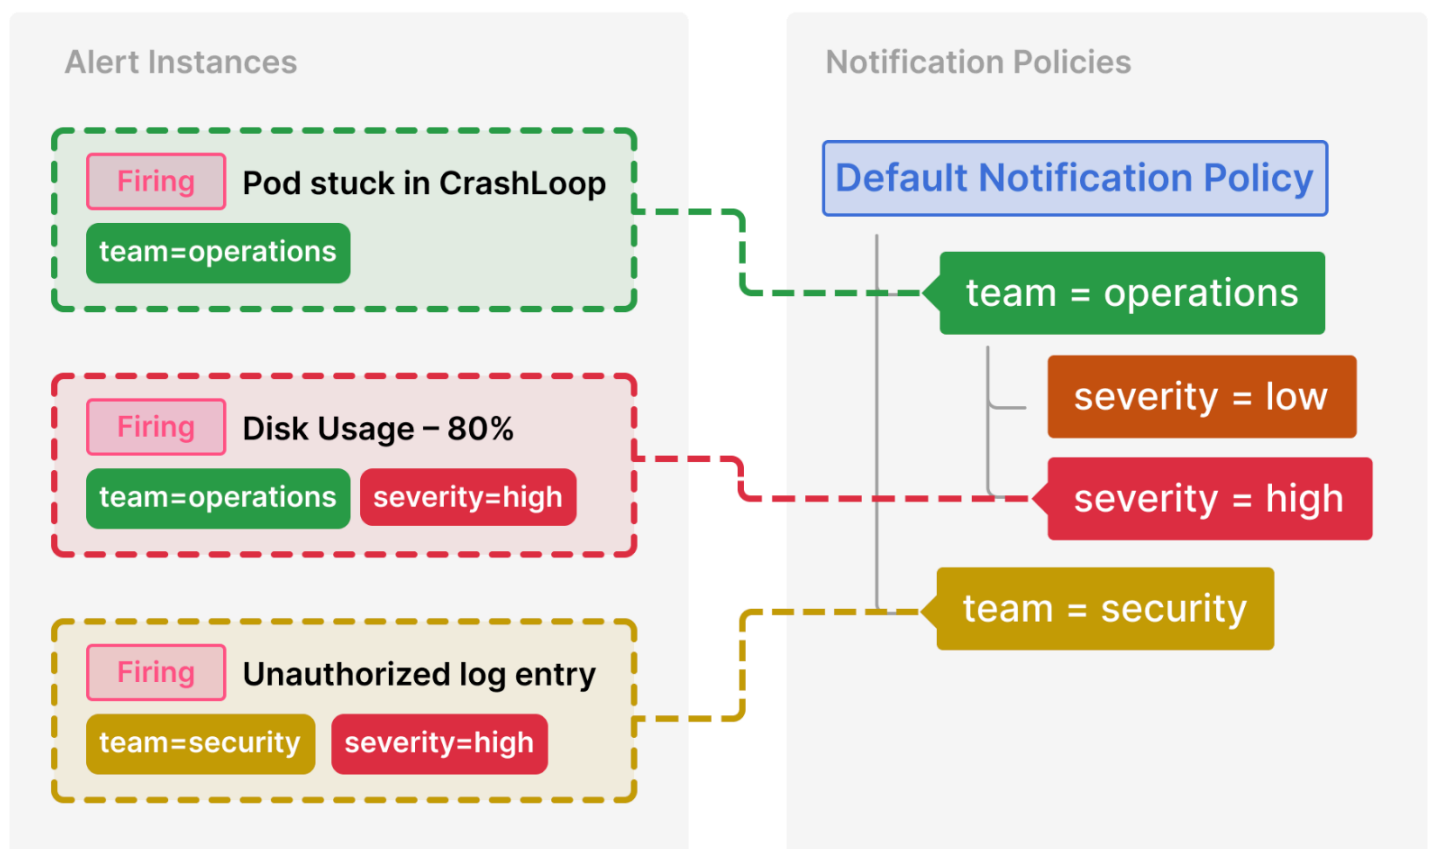 Alert Instances
Firing Pod stuck in CrashLoop
team=operations
Firing Disk Usage – 80%
team=operations severity=high
Firing Unauthorized log entry
team=security severity=high
Notification Policies
Default Notification Policy
team = operations
severity = low
severity = high
team = security